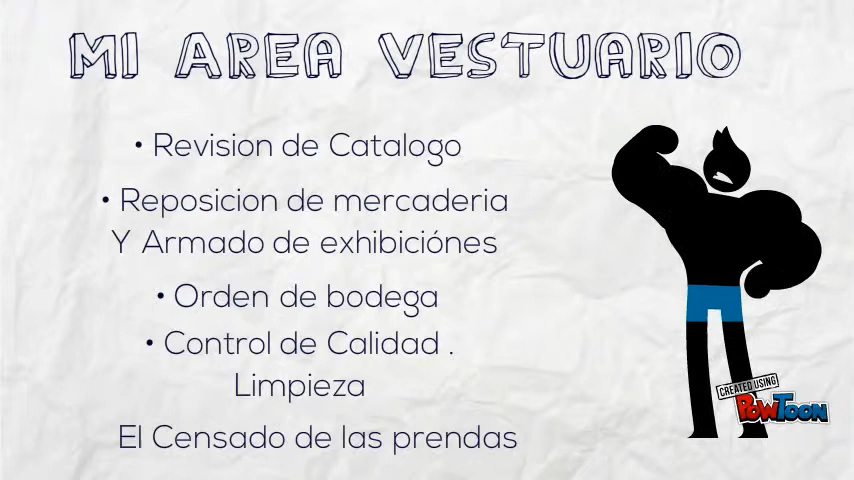 MI AREA VESTUARIO
• Revision de Catalogo
• Reposicion de mercaderia
Y Armado de exhibiciónes
• Orden de bodega
• Control de Calidad .
Limpieza
El Censado de las prendas
CREATED USING
POWTOON